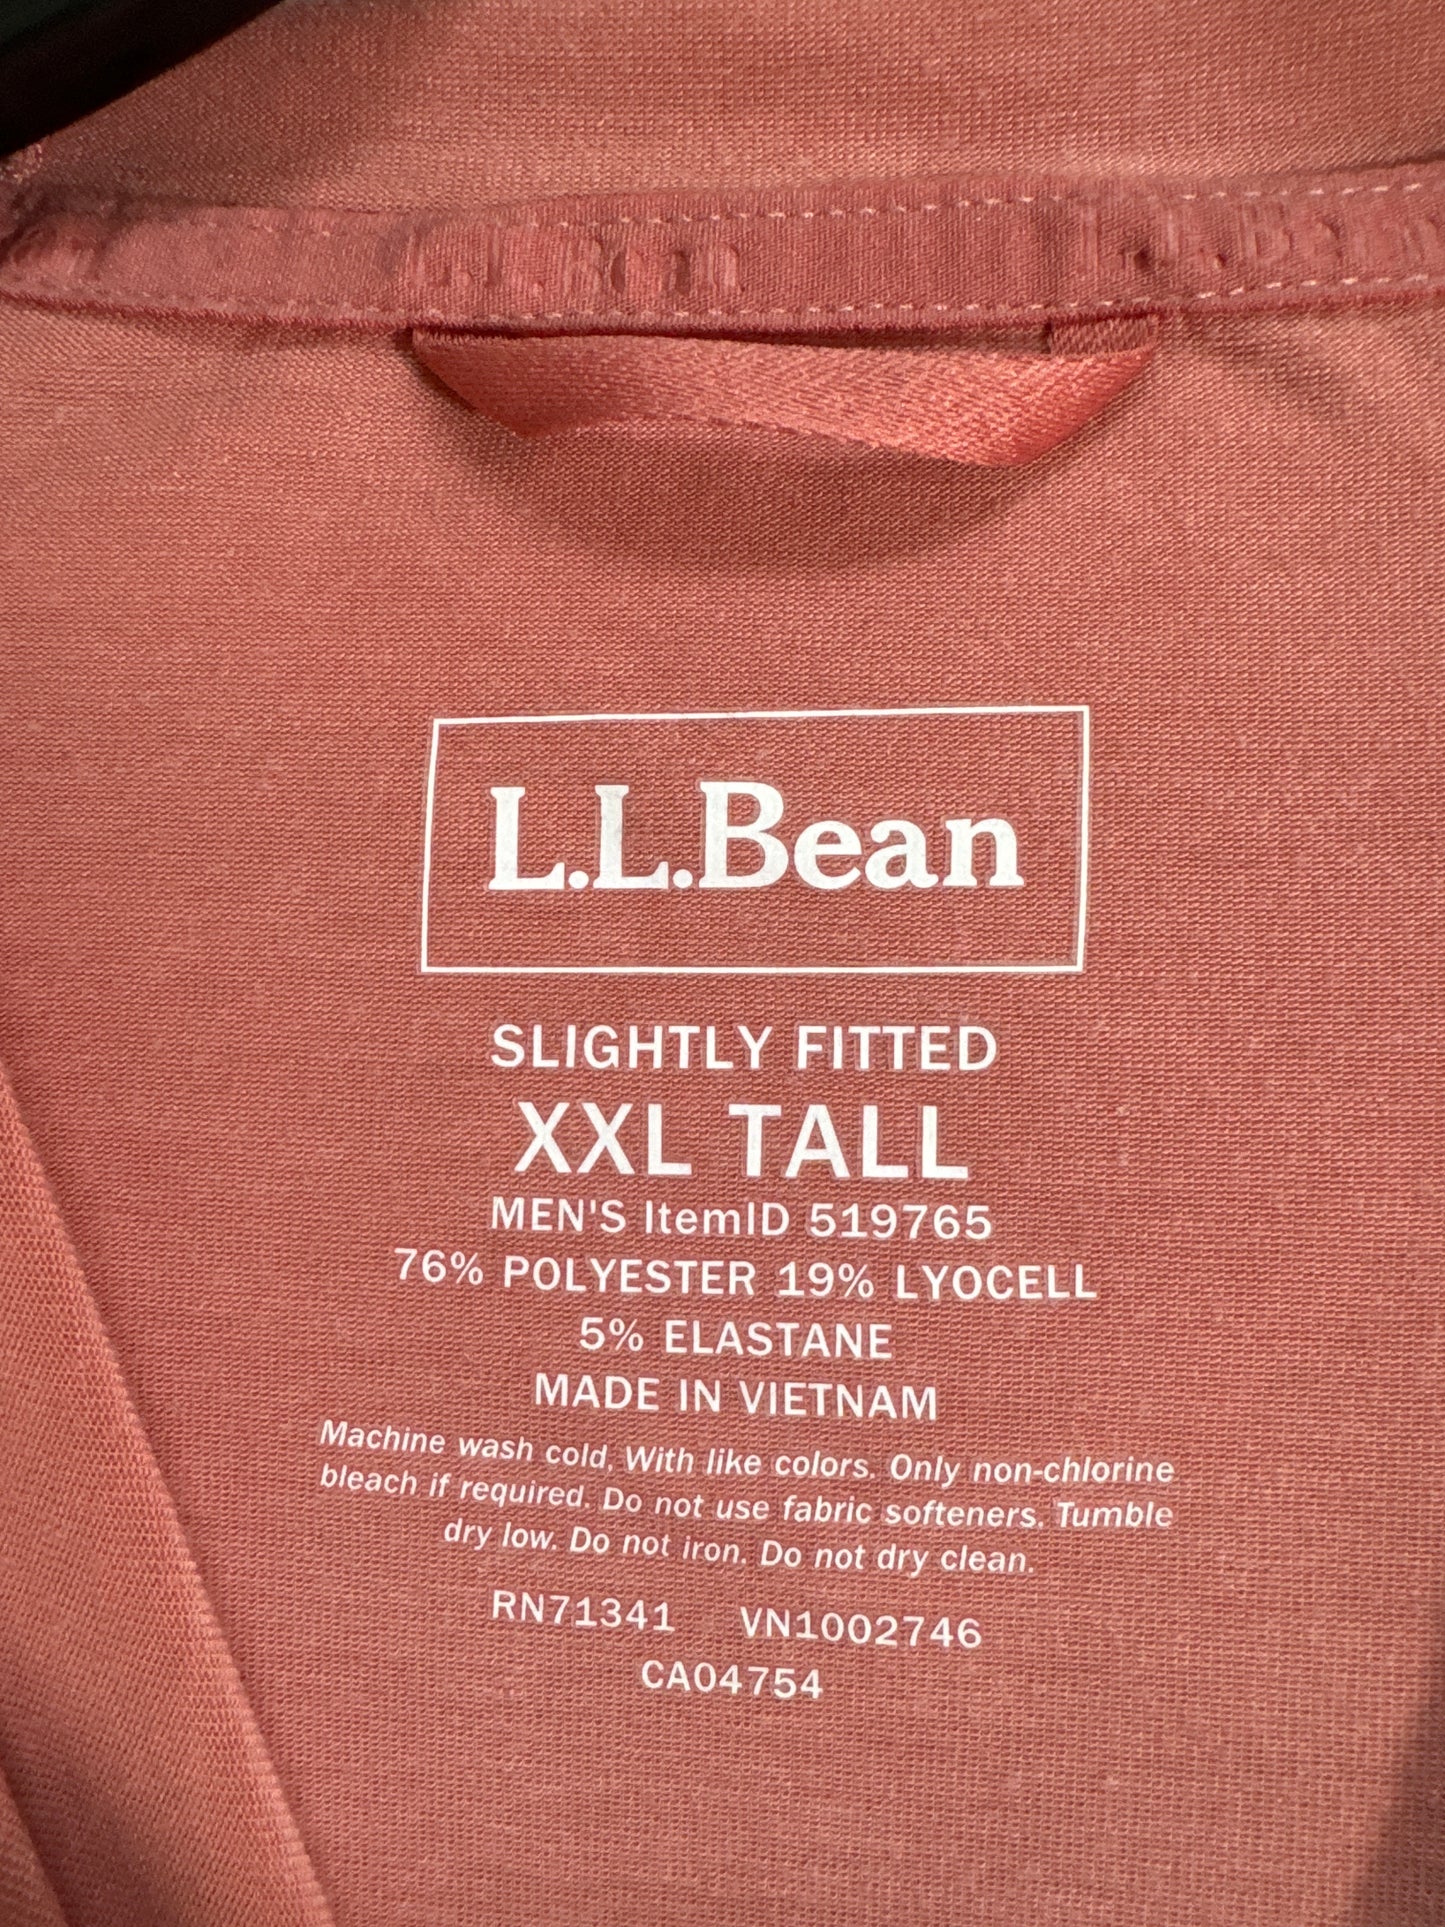 L.L.Bean L.L.Bean
L.L.Bean
SLIGHTLY FITTED
XXL TALL
MEN'S ItemID 519765
76% POLYESTER 19% LYOCELL
5% ELASTANE
MADE IN VIETNAM
Machine wash cold, With like colors. Only non-chlorine
bleach if required. Do not use fabric softeners. Tumble
dry low. Do not iron. Do not dry clean.
RN71341 VN1002746
CA04754